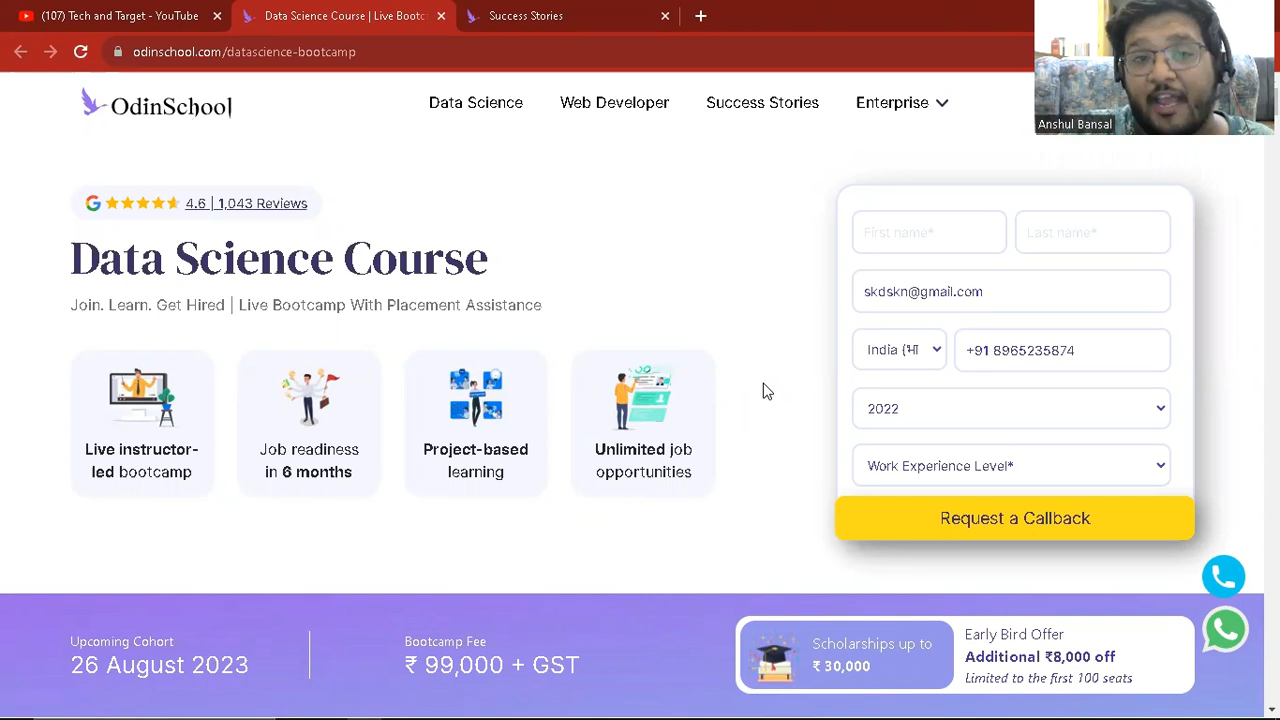 (107) Tech and Target - YouTube
Data Science Course | Live Bootc
Success Stories
odinschool.com/datascience-bootcamp
Anshul Bansal
OdinSchool
Data Science
Web Developer
Success Stories
Enterprise
4.6 | 1,043 Reviews
Data Science Course
Join. Learn. Get Hired | Live Bootcamp With Placement Assistance
Live instructor-
led bootcamp
Job readiness
in 6 months
Project-based
learning
Unlimited job
opportunities
First name*
Last name*
skdskn@gmail.com
India (भा
+91 8965235874
2022
Work Experience Level*
Request a Callback
Upcoming Cohort
26 August 2023
Bootcamp Fee
₹ 99,000 + GST
Scholarships up to
₹ 30,000
Early Bird Offer
Additional ₹8,000 off
Limited to the first 100 seats